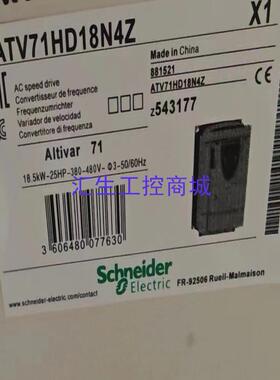 ATV71HD18N4Z
X1
AC speed drive
Convertisseur de frequence
Frequenzumrichter
Variador de velocidad
Convertitore di frequenza
Made in China
881521
ATV71HD18N4Z
z543177
Altivar 71
18.5kW-25HP-380-480V- Φ3-50/60Hz
汇生工控商城
3 606480 077630
Schneider
Electric
schneider-electric.com/contact
FR-92506 Rueil-Malmaison